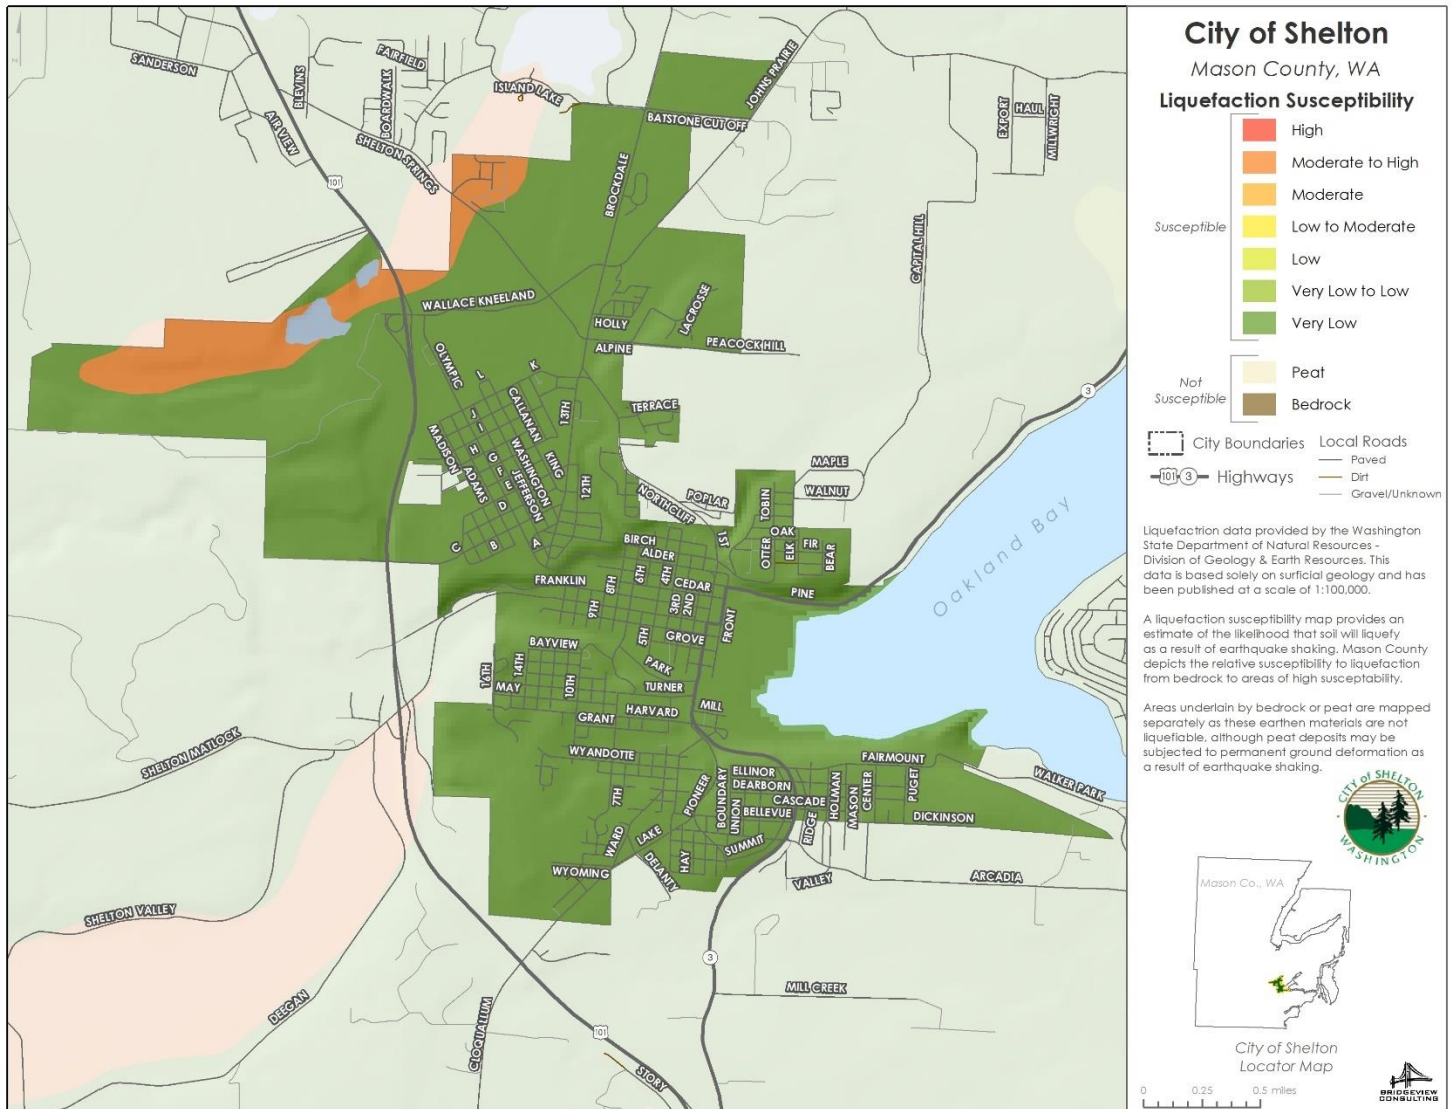 City of Shelton
Mason County, WA
Liquefaction Susceptibility
Susceptible
High
Moderate to High
Moderate
Low to Moderate
Low
Very Low to Low
Very Low
Not
Susceptible
Peat
Bedrock
City Boundaries
101 3 Highways
Local Roads
Paved
Dirt
Gravel/Unknown
Liquefactrion data provided by the Washington
State Department of Natural Resources -
Division of Geology & Earth Resources. This
data is based solely on surficial geology and has
been published at a scale of 1:100,000.
A liquefaction susceptibility map provides an
estimate of the likelihood that soil will liquefy
as a result of earthquake shaking. Mason County
depicts the relative susceptibility to liquefaction
from bedrock to areas of high susceptability.
Areas underlain by bedrock or peat are mapped
separately as these earthen materials are not
liquefiable, although peat deposits may be
subjected to permanent ground deformation as
a result of earthquake shaking.
CITY of SHELTON
WASHINGTON
Mason Co., WA
City of Shelton
Locator Map
0 0.25 0.5 miles
BRIDGEVIEW
CONSULTING
SANDERSON
BLEVINS
FAIRFIELD
BOARDWALK
AIR VIEW
SHELTON SPRINGS
ISLAND LAKE
JOHNS PRAIRIE
BATSTONE CUT OFF
BROCKDALE
EXPORT
HAUL
MILLWRIGHT
101
CAPITAL HILL
WALLACE KNEELAND
HOLLY
LACROSSE
ALPINE
PEACOCK HILL
OLYMPIC
L
K
J
I
H
G
F
E
D
C
B
A
CALLANAN
WASHINGTON
JEFFERSON
KING
MADISON
ADAMS
13TH
12TH
TERRACE
3
MAPLE
WALNUT
POPLAR
NORTHCLIFF
1ST
TOBIN
OAK
OTTER
ELK
FIR
BEAR
BIRCH
ALDER
CEDAR
PINE
FRANKLIN
9TH
8TH
6TH
4TH
3RD
2ND
5TH
GROVE
FRONT
PARK
Oakland Bay
BAYVIEW
16TH
14TH
10TH
MAY
TURNER
GRANT
HARVARD
MILL
WYANDOTTE
7TH
PIONEER
BOUNDARY
UNION
ELLINOR
DEARBORN
CASCADE
BELLEVUE
SUMMIT
RIDGE
HOLMAN
MASON
CENTER
PUGET
FAIRMOUNT
DICKINSON
WALKER PARK
WARD
LAKE
DELANTY
HAY
WYOMING
VALLEY
ARCADIA
SHELTON MATLOCK
SHELTON VALLEY
DEEGAN
CLOQUALLUM
3
MILL CREEK
101
STORY